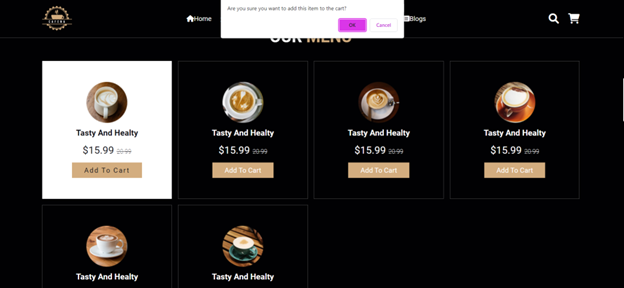 Home
Are you sure you want to add this item to the cart?
OK
Cancel
Blogs
OUR MENU
Tasty And Healty
$15.99 20.99
Add To Cart
Tasty And Healty
$15.99 20.99
Add To Cart
Tasty And Healty
$15.99 20.99
Add To Cart
Tasty And Healty
$15.99 20.99
Add To Cart
Tasty And Healty
Tasty And Healty